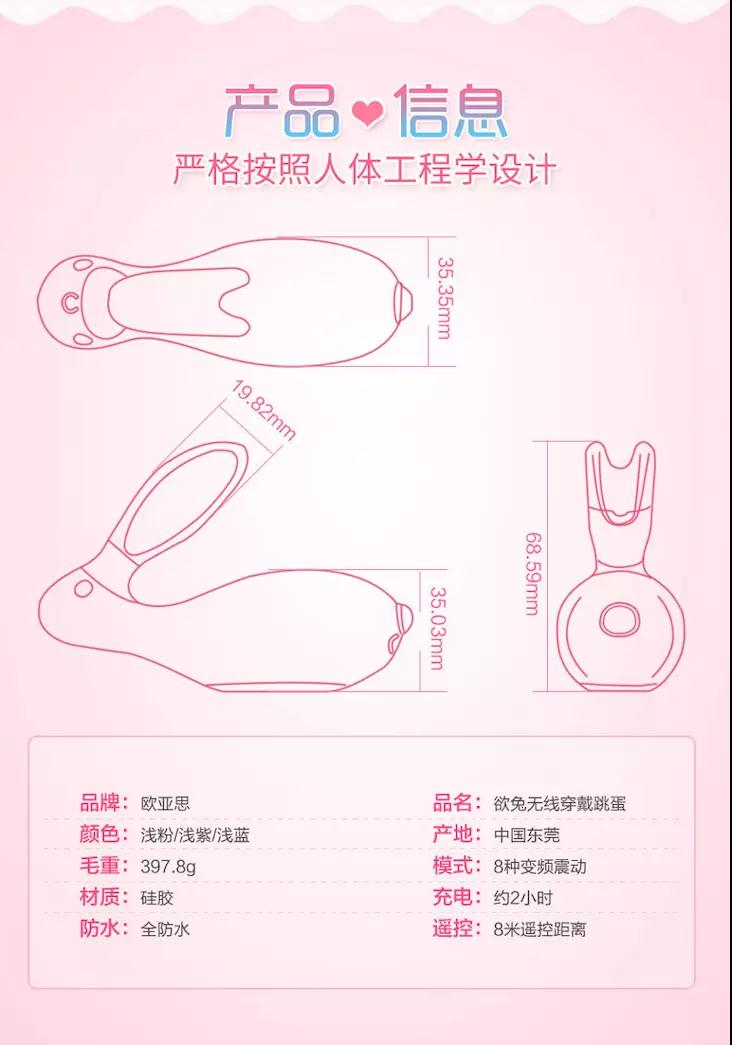 产品信息
严格按照人体工程学设计
35.35mm
19.82mm
68.59mm
35.03mm
品牌：欧亚思
品名：欲兔无线穿戴跳蛋
颜色：浅粉/浅紫/浅蓝
产地：中国东莞
毛重：397.8g
模式：8种变频震动
材质：硅胶
充电：约2小时
防水：全防水
遥控：8米遥控距离